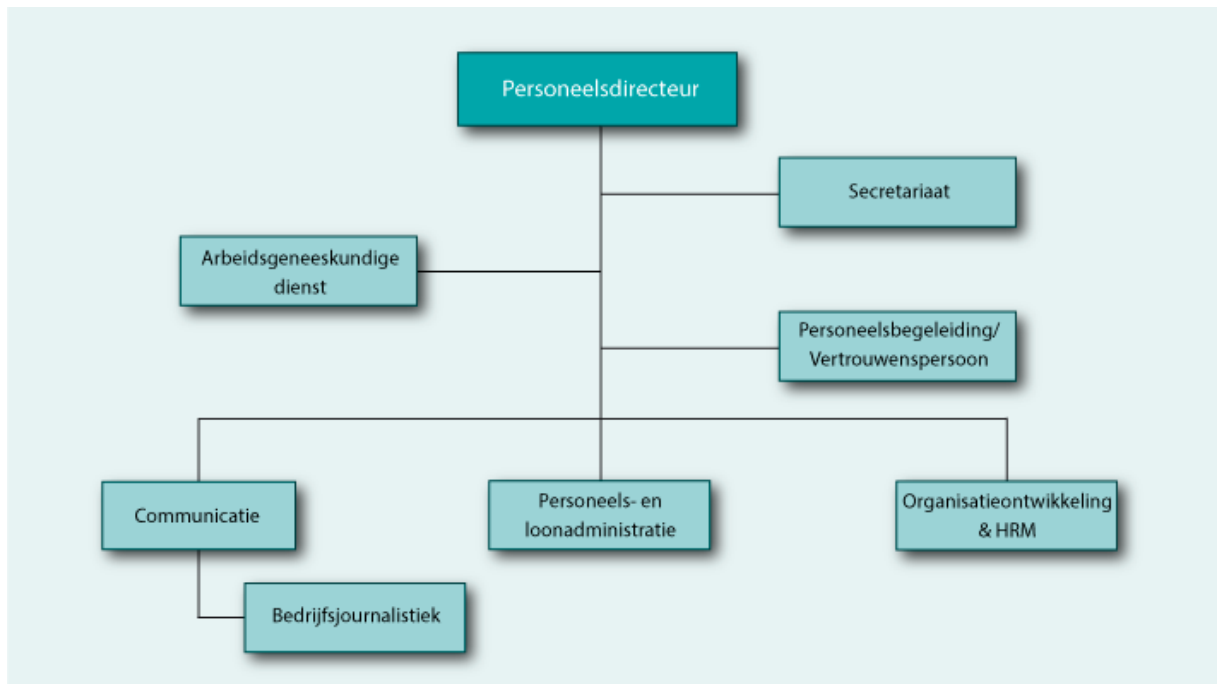 Personeelsdirecteur
Secretariaat
Arbeidsgeneeskundige
dienst
Personeelsbegeleiding/
Vertrouwenspersoon
Communicatie
Personeels- en
loonadministratie
Organisatieontwikkeling
& HRM
Bedrijfsjournalistiek